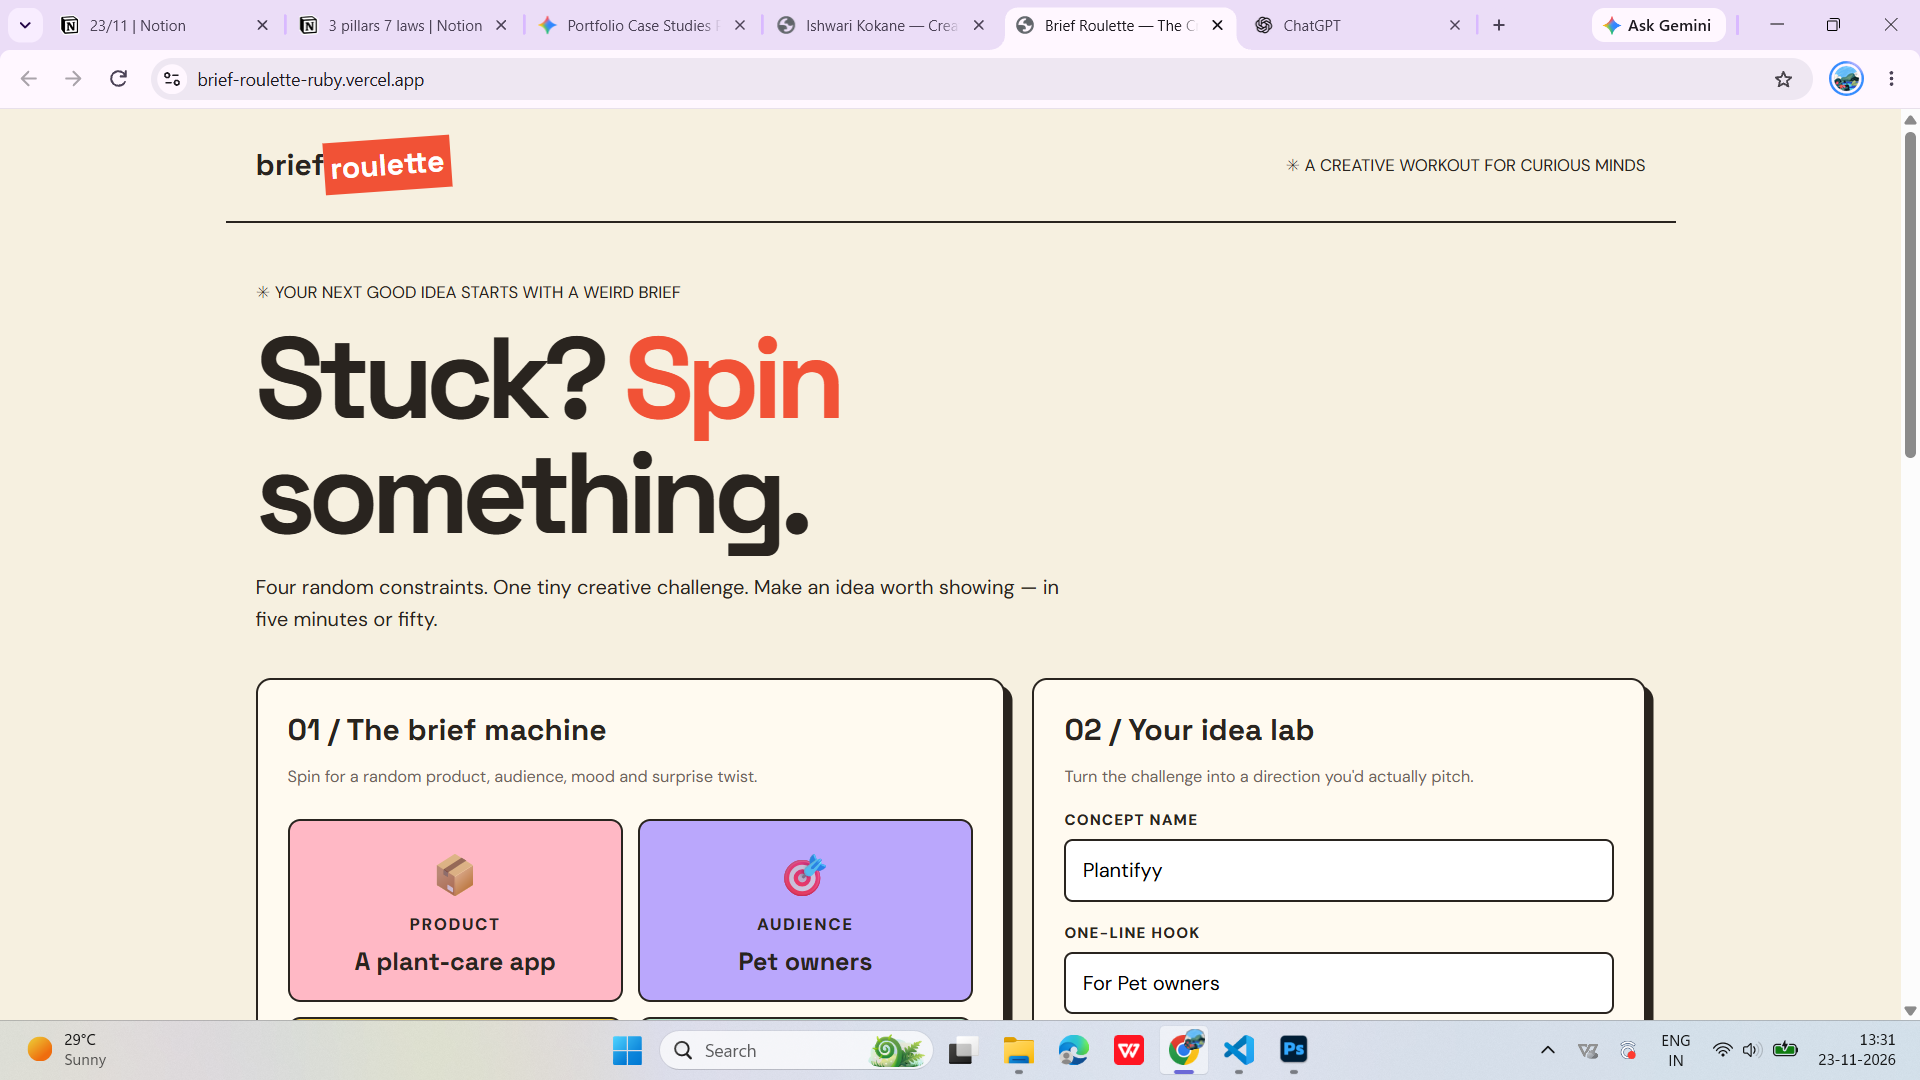 23/11 | Notion
3 pillars 7 laws | Notion
Portfolio Case Studies
Ishwari Kokane — Crea
Brief Roulette — The C
ChatGPT
Ask Gemini
brief-roulette-ruby.vercel.app
brief roulette
✳ A CREATIVE WORKOUT FOR CURIOUS MINDS
✳ YOUR NEXT GOOD IDEA STARTS WITH A WEIRD BRIEF
Stuck? Spin
something.
Four random constraints. One tiny creative challenge. Make an idea worth showing — in
five minutes or fifty.
01 / The brief machine
Spin for a random product, audience, mood and surprise twist.
PRODUCT
A plant-care app
AUDIENCE
Pet owners
02 / Your idea lab
Turn the challenge into a direction you'd actually pitch.
CONCEPT NAME
Plantifyy
ONE-LINE HOOK
For Pet owners
29°C
Sunny
Search
Ps
ENG
IN
13:31
23-11-2026